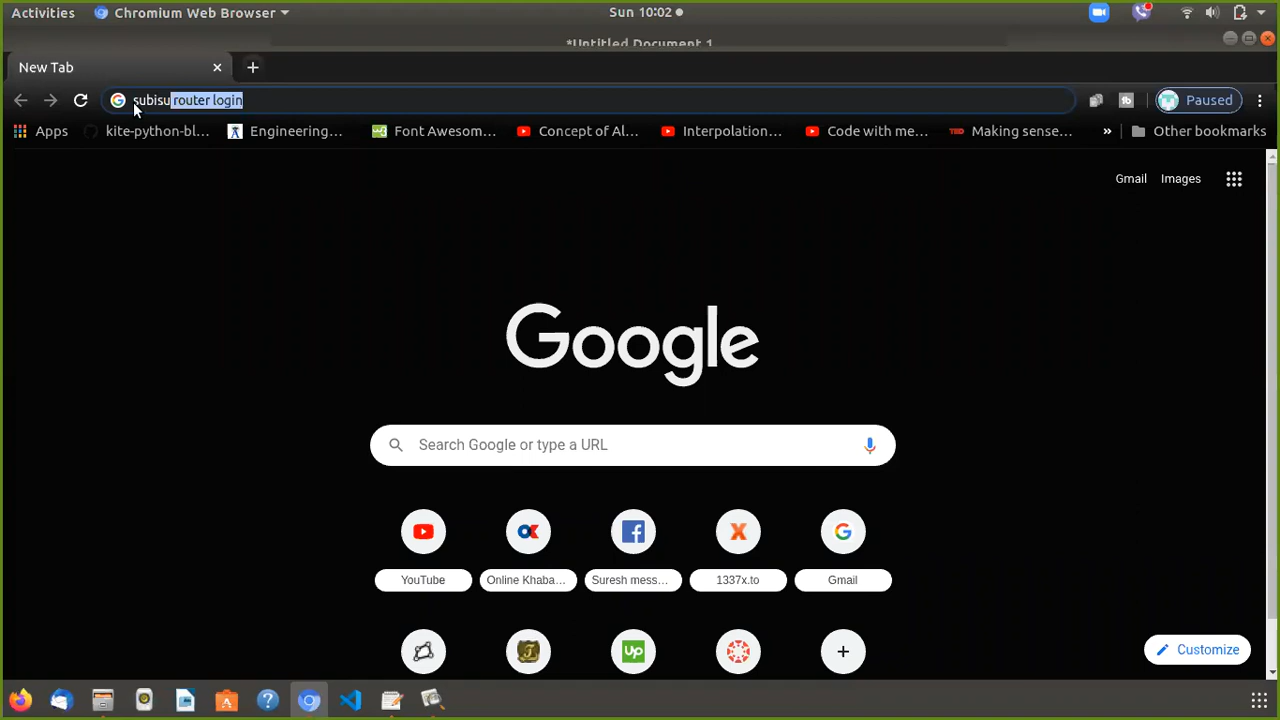 Activities Chromium Web Browser Sun 10:02
*Untitled Document 1
New Tab
subisu router login Paused
Apps kite-python-bl... Engineering... Font Awesom... Concept of Al... Interpolation... Code with me... TED Making sense... » Other bookmarks
Gmail Images
Google
Search Google or type a URL
YouTube Online Khaba... Suresh mess... 1337x.to Gmail
Up
Customize